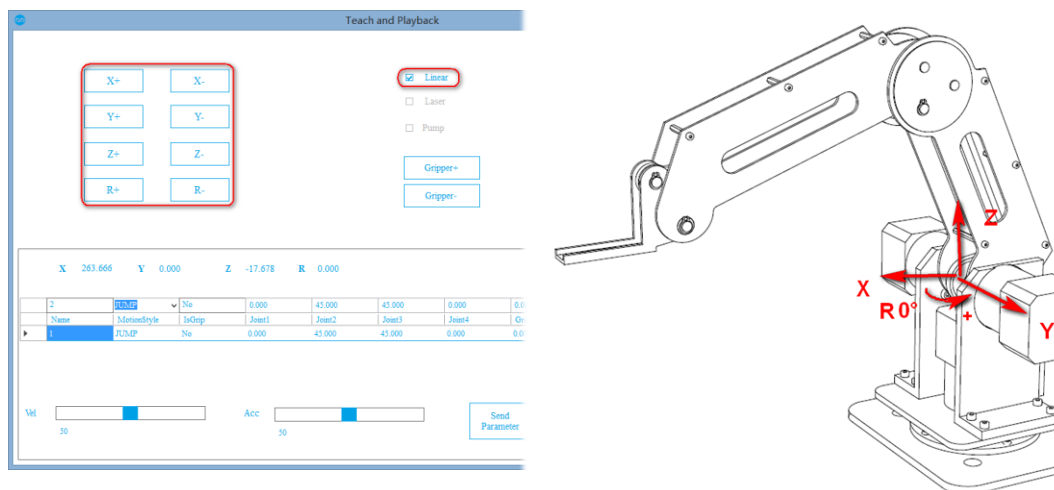 Teach and Playback
X+ X-
Y+ Y-
Z+ Z-
R+ R-
Linear
Laser
Pump
Gripper+
Gripper-
X 263.666 Y 0.000 Z -17.678 R 0.000
2 JUMP No 0.000 45.000 45.000 0.000
Name MotionStyle IsGrip Joint1 Joint2 Joint3 Joint4
1 JUMP No 0.000 45.000 45.000 0.000
Vel 50
Acc 50
Send
Parameter
Z
X
R 0°
+
Y